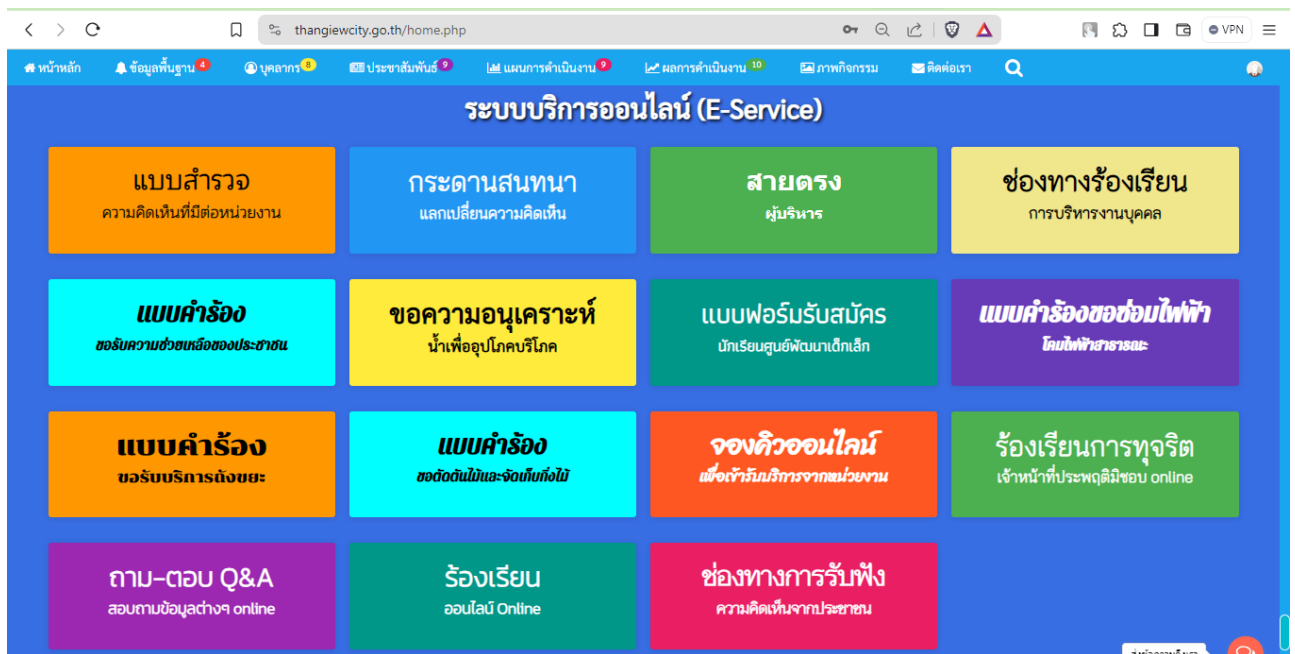 thangiewcity.go.th/home.php
VPN
หน้าหลัก ข้อมูลพื้นฐาน 4 บุคลากร 8 ประชาสัมพันธ์ 9 แผนการดำเนินงาน 9 ผลการดำเนินงาน 10 ภาพกิจกรรม ติดต่อเรา
ระบบบริการออนไลน์ (E-Service)
แบบสำรวจ
ความคิดเห็นที่มีต่อหน่วยงาน
กระดานสนทนา
แลกเปลี่ยนความคิดเห็น
สายตรง
ผู้บริหาร
ช่องทางร้องเรียน
การบริหารงานบุคคล
แบบคำร้อง
ขอรับความช่วยเหลือของประชาชน
ขอความอนุเคราะห์
น้ำเพื่ออุปโภคบริโภค
แบบฟอร์มรับสมัคร
นักเรียนศูนย์พัฒนาเด็กเล็ก
แบบคำร้องขอซ่อมไฟฟ้า
โคมไฟฟ้าสาธารณะ
แบบคำร้อง
ขอรับบริการถังขยะ
แบบคำร้อง
ขอตัดต้นไม้และจัดเก็บกิ่งไม้
จองคิวออนไลน์
เพื่อเข้ารับบริการจากหน่วยงาน
ร้องเรียนการทุจริต
เจ้าหน้าที่ประพฤติมิชอบ online
ถาม-ตอบ Q&A
สอบถามข้อมูลต่างๆ online
ร้องเรียน
ออนไลน์ Online
ช่องทางการรับฟัง
ความคิดเห็นจากประชาชน